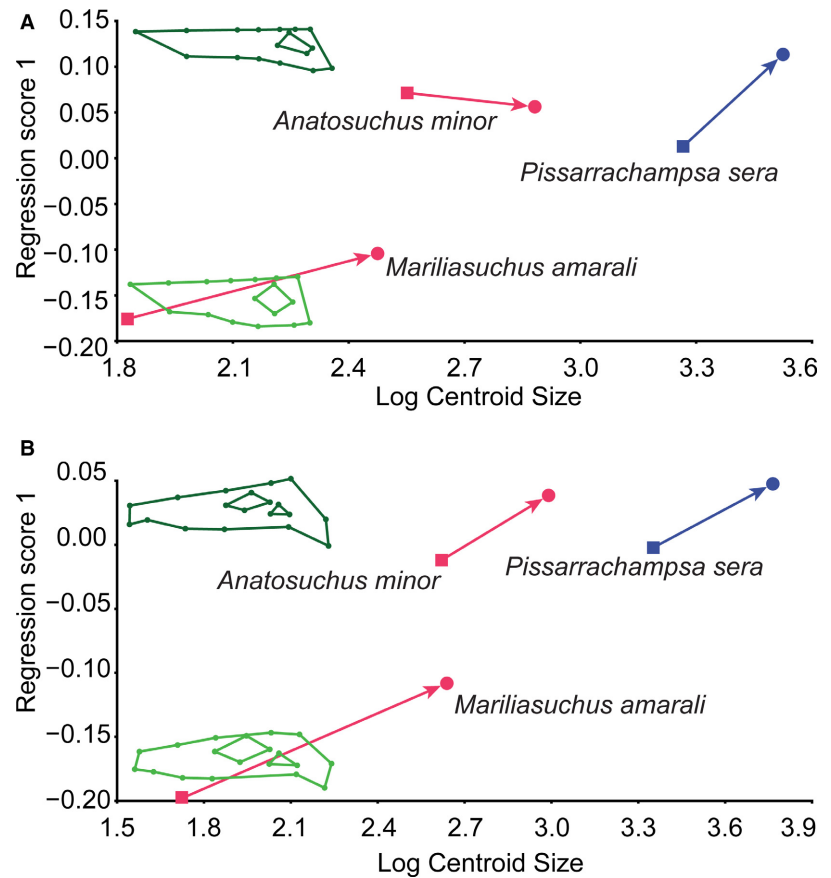 A
Regression score 1
0.15
0.10
0.05
0.00
−0.05
−0.10
−0.15
−0.20
Anatosuchus minor
Pissarrachampsa sera
Mariliasuchus amarali
1.8 2.1 2.4 2.7 3.0 3.3 3.6
Log Centroid Size
B
Regression score 1
0.05
0.00
−0.05
−0.10
−0.15
−0.20
Anatosuchus minor
Pissarrachampsa sera
Mariliasuchus amarali
1.5 1.8 2.1 2.4 2.7 3.0 3.3 3.6 3.9
Log Centroid Size